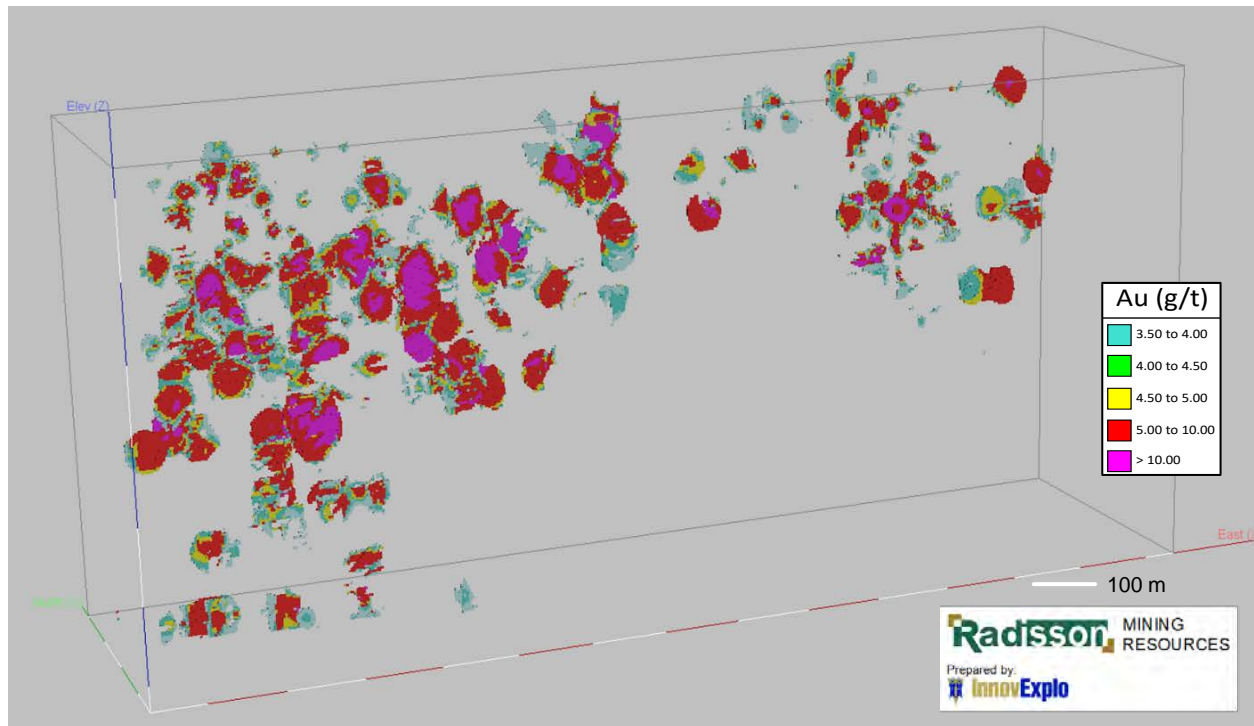 Elev (Z)
Au (g/t)
3.50 to 4.00
4.00 to 4.50
4.50 to 5.00
5.00 to 10.00
> 10.00
East (
100 m
Radisson MINING
RESOURCES
Prepared by:
InnovExplo